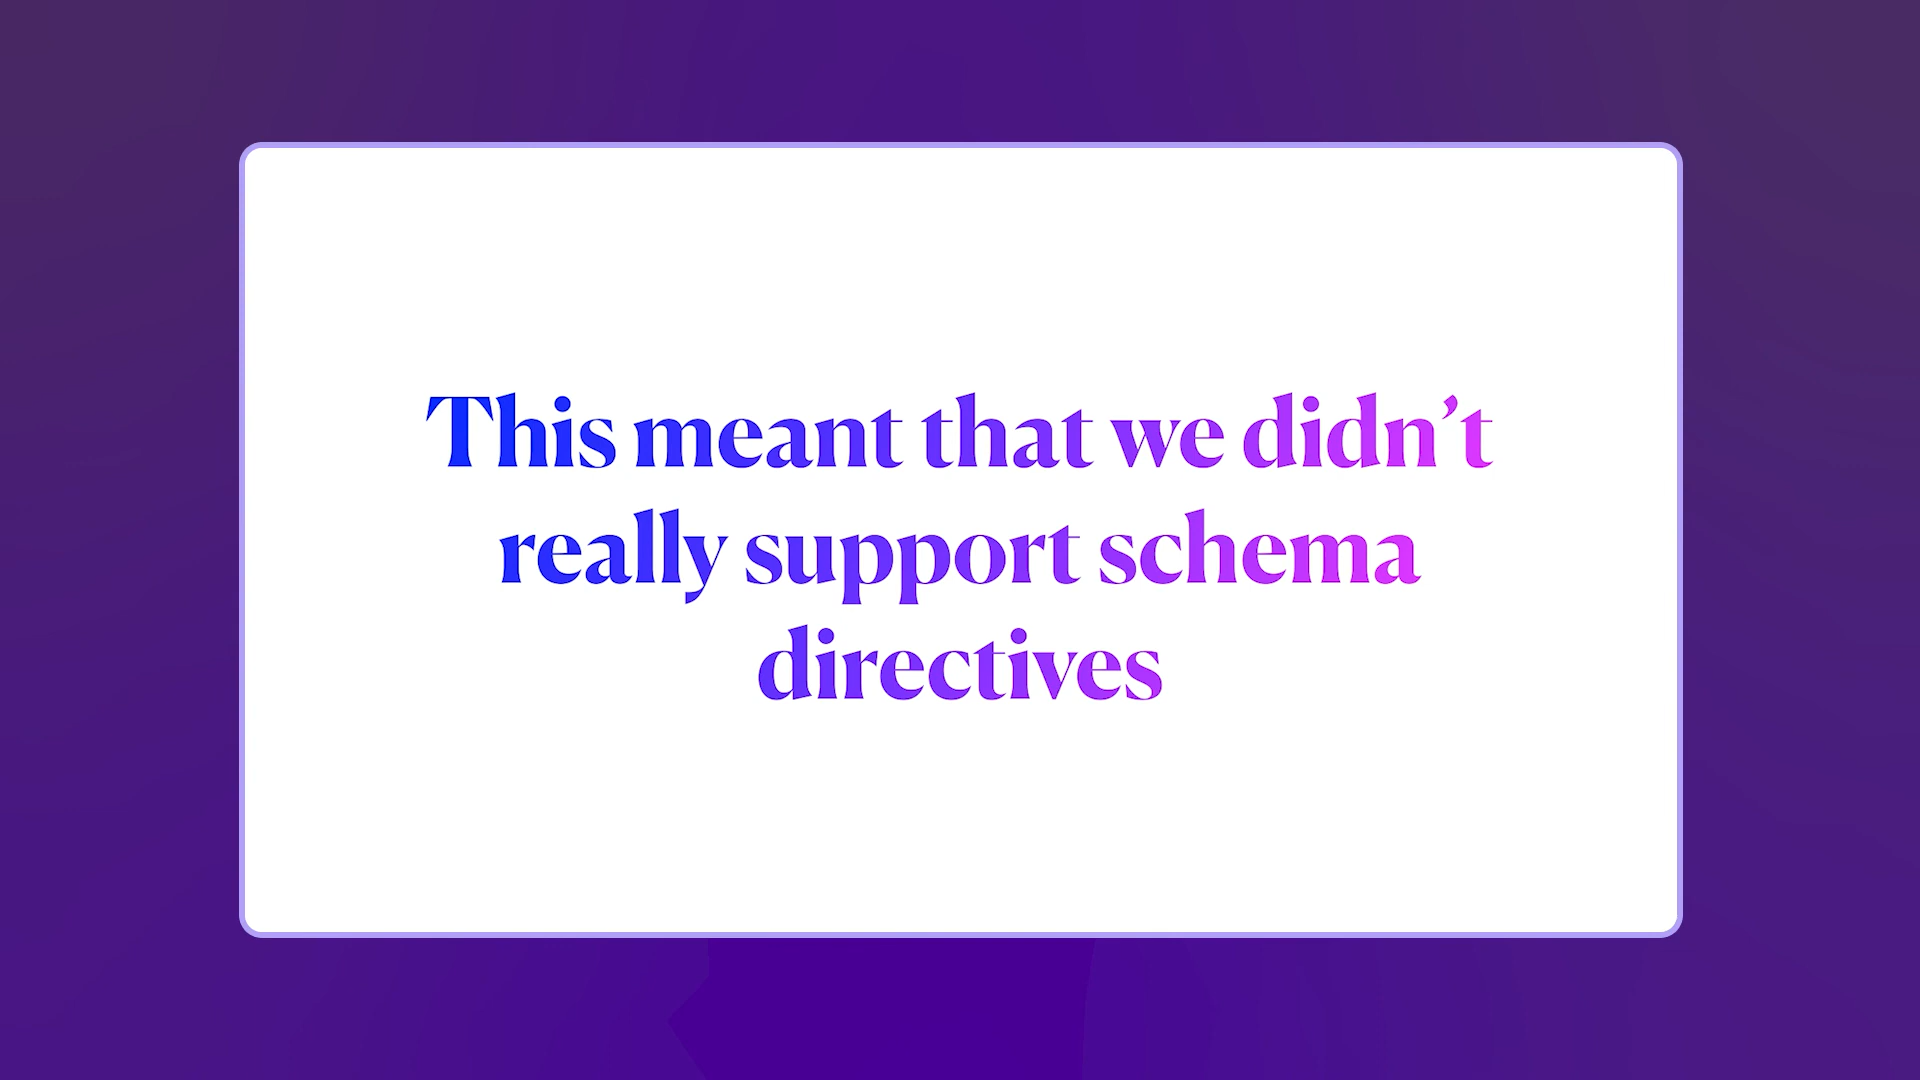 This meant that we didn’t
really support schema
directives